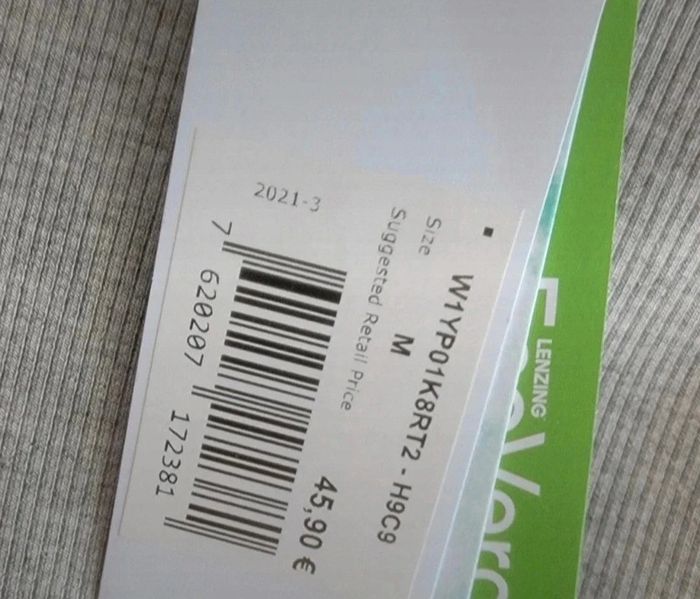 W1YP01K8RT2 - H9C9
Size M
Suggested Retail Price
45,90 €
2021-3
7 620207 172381
LENZING